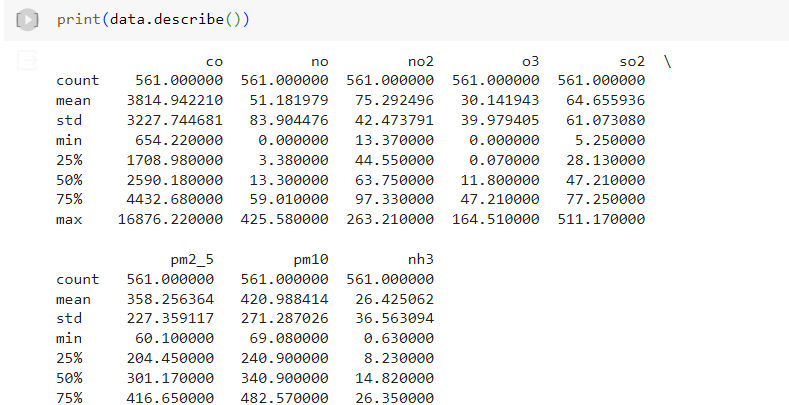 print(data.describe())
co no no2 o3 so2 \
count 561.000000 561.000000 561.000000 561.000000 561.000000
mean 3814.942210 51.181979 75.292496 30.141943 64.655936
std 3227.744681 83.904476 42.473791 39.979405 61.073080
min 654.220000 0.000000 13.370000 0.000000 5.250000
25% 1708.980000 3.380000 44.550000 0.070000 28.130000
50% 2590.180000 13.300000 63.750000 11.800000 47.210000
75% 4432.680000 59.010000 97.330000 47.210000 77.250000
max 16876.220000 425.580000 263.210000 164.510000 511.170000
pm2_5 pm10 nh3
count 561.000000 561.000000 561.000000
mean 358.256364 420.988414 26.425062
std 227.359117 271.287026 36.563094
min 60.100000 69.080000 0.630000
25% 204.450000 240.900000 8.230000
50% 301.170000 340.900000 14.820000
75% 416.650000 482.570000 26.350000